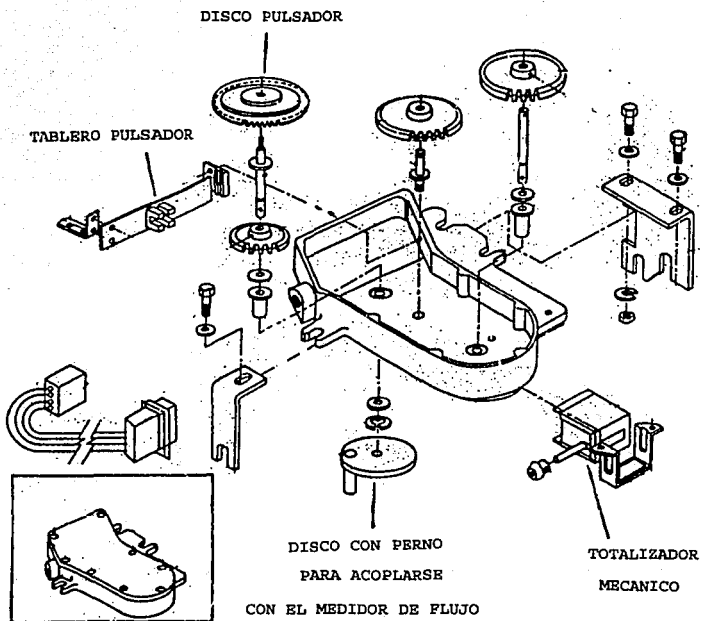 DISCO PULSADOR
TABLERO PULSADOR
DISCO CON PERNO
PARA ACOPLARSE
CON EL MEDIDOR DE FLUJO
TOTALIZADOR
MECANICO